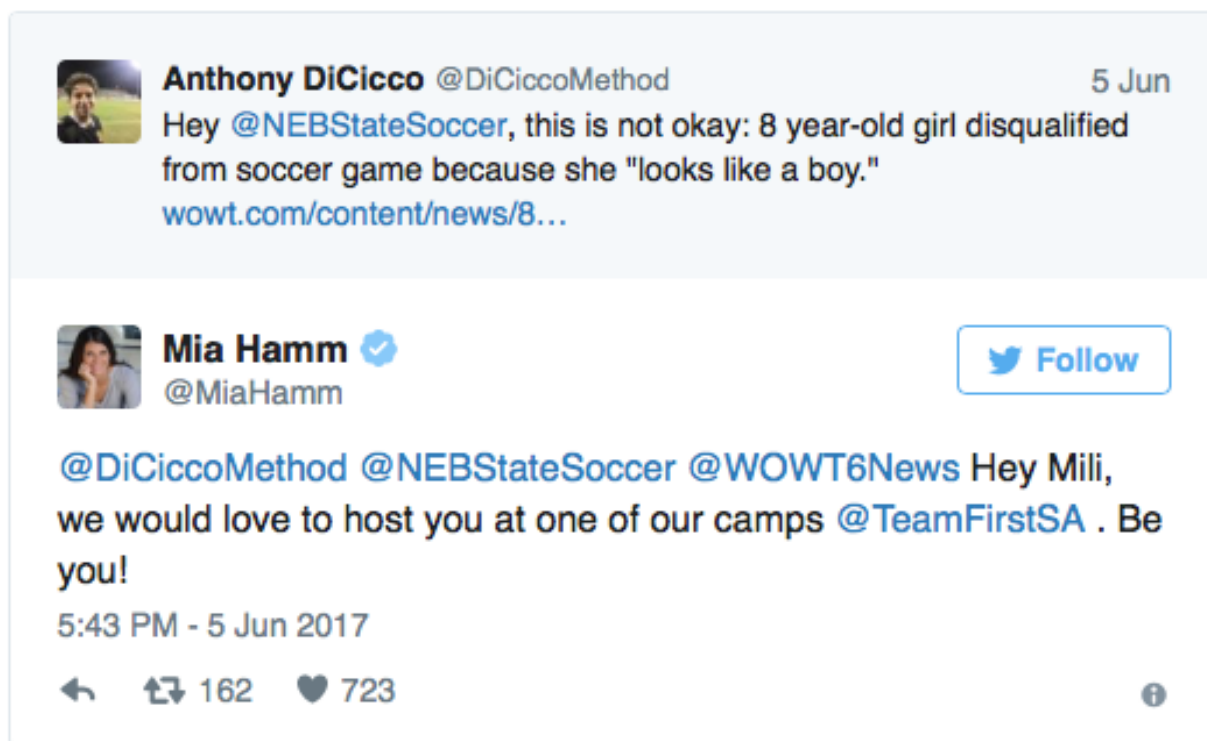 Anthony DiCicco @DiCiccoMethod 5 Jun
Hey @NEBStateSoccer, this is not okay: 8 year-old girl disqualified
from soccer game because she "looks like a boy."
wowt.com/content/news/8…
Mia Hamm
@MiaHamm
Follow
@DiCiccoMethod @NEBStateSoccer @WOWT6News Hey Mili,
we would love to host you at one of our camps @TeamFirstSA . Be
you!
5:43 PM - 5 Jun 2017
162 723